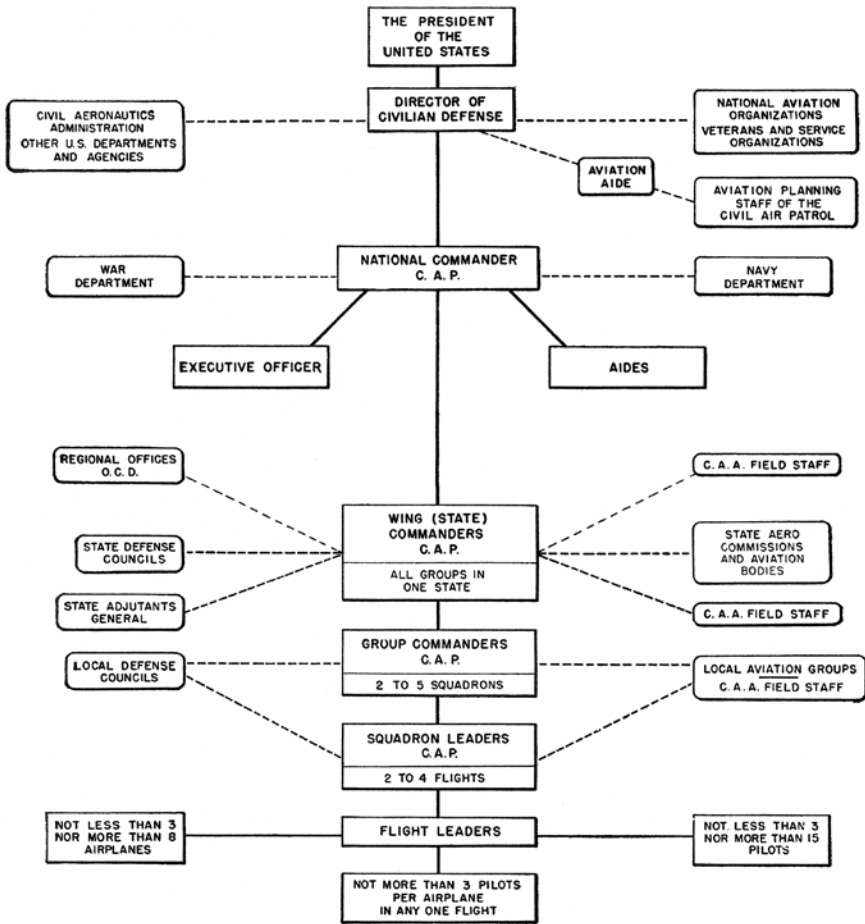 THE PRESIDENT
OF THE
UNITED STATES
DIRECTOR OF
CIVILIAN DEFENSE
CIVIL AERONAUTICS
ADMINISTRATION
OTHER U.S. DEPARTMENTS
AND AGENCIES
NATIONAL AVIATION
ORGANIZATIONS
VETERANS AND SERVICE
ORGANIZATIONS
AVIATION
AIDE
AVIATION PLANNING
STAFF OF THE
CIVIL AIR PATROL
WAR
DEPARTMENT
NATIONAL COMMANDER
C. A. P.
NAVY
DEPARTMENT
EXECUTIVE OFFICER
AIDES
REGIONAL OFFICES
O.C.D.
C.A.A. FIELD STAFF
WING (STATE)
COMMANDERS
C.A.P.
ALL GROUPS IN
ONE STATE
STATE DEFENSE
COUNCILS
STATE AERO
COMMISSIONS
AND AVIATION
BODIES
STATE ADJUTANTS
GENERAL
C.A.A. FIELD STAFF
GROUP COMMANDERS
C.A.P.
2 TO 5 SQUADRONS
LOCAL DEFENSE
COUNCILS
LOCAL AVIATION GROUPS
C.A.A. FIELD STAFF
SQUADRON LEADERS
C.A.P.
2 TO 4 FLIGHTS
NOT LESS THAN 3
NOR MORE THAN 8
AIRPLANES
FLIGHT LEADERS
NOT. LESS THAN 3
NOR MORE THAN 15
PILOTS
NOT MORE THAN 3 PILOTS
PER AIRPLANE
IN ANY ONE FLIGHT